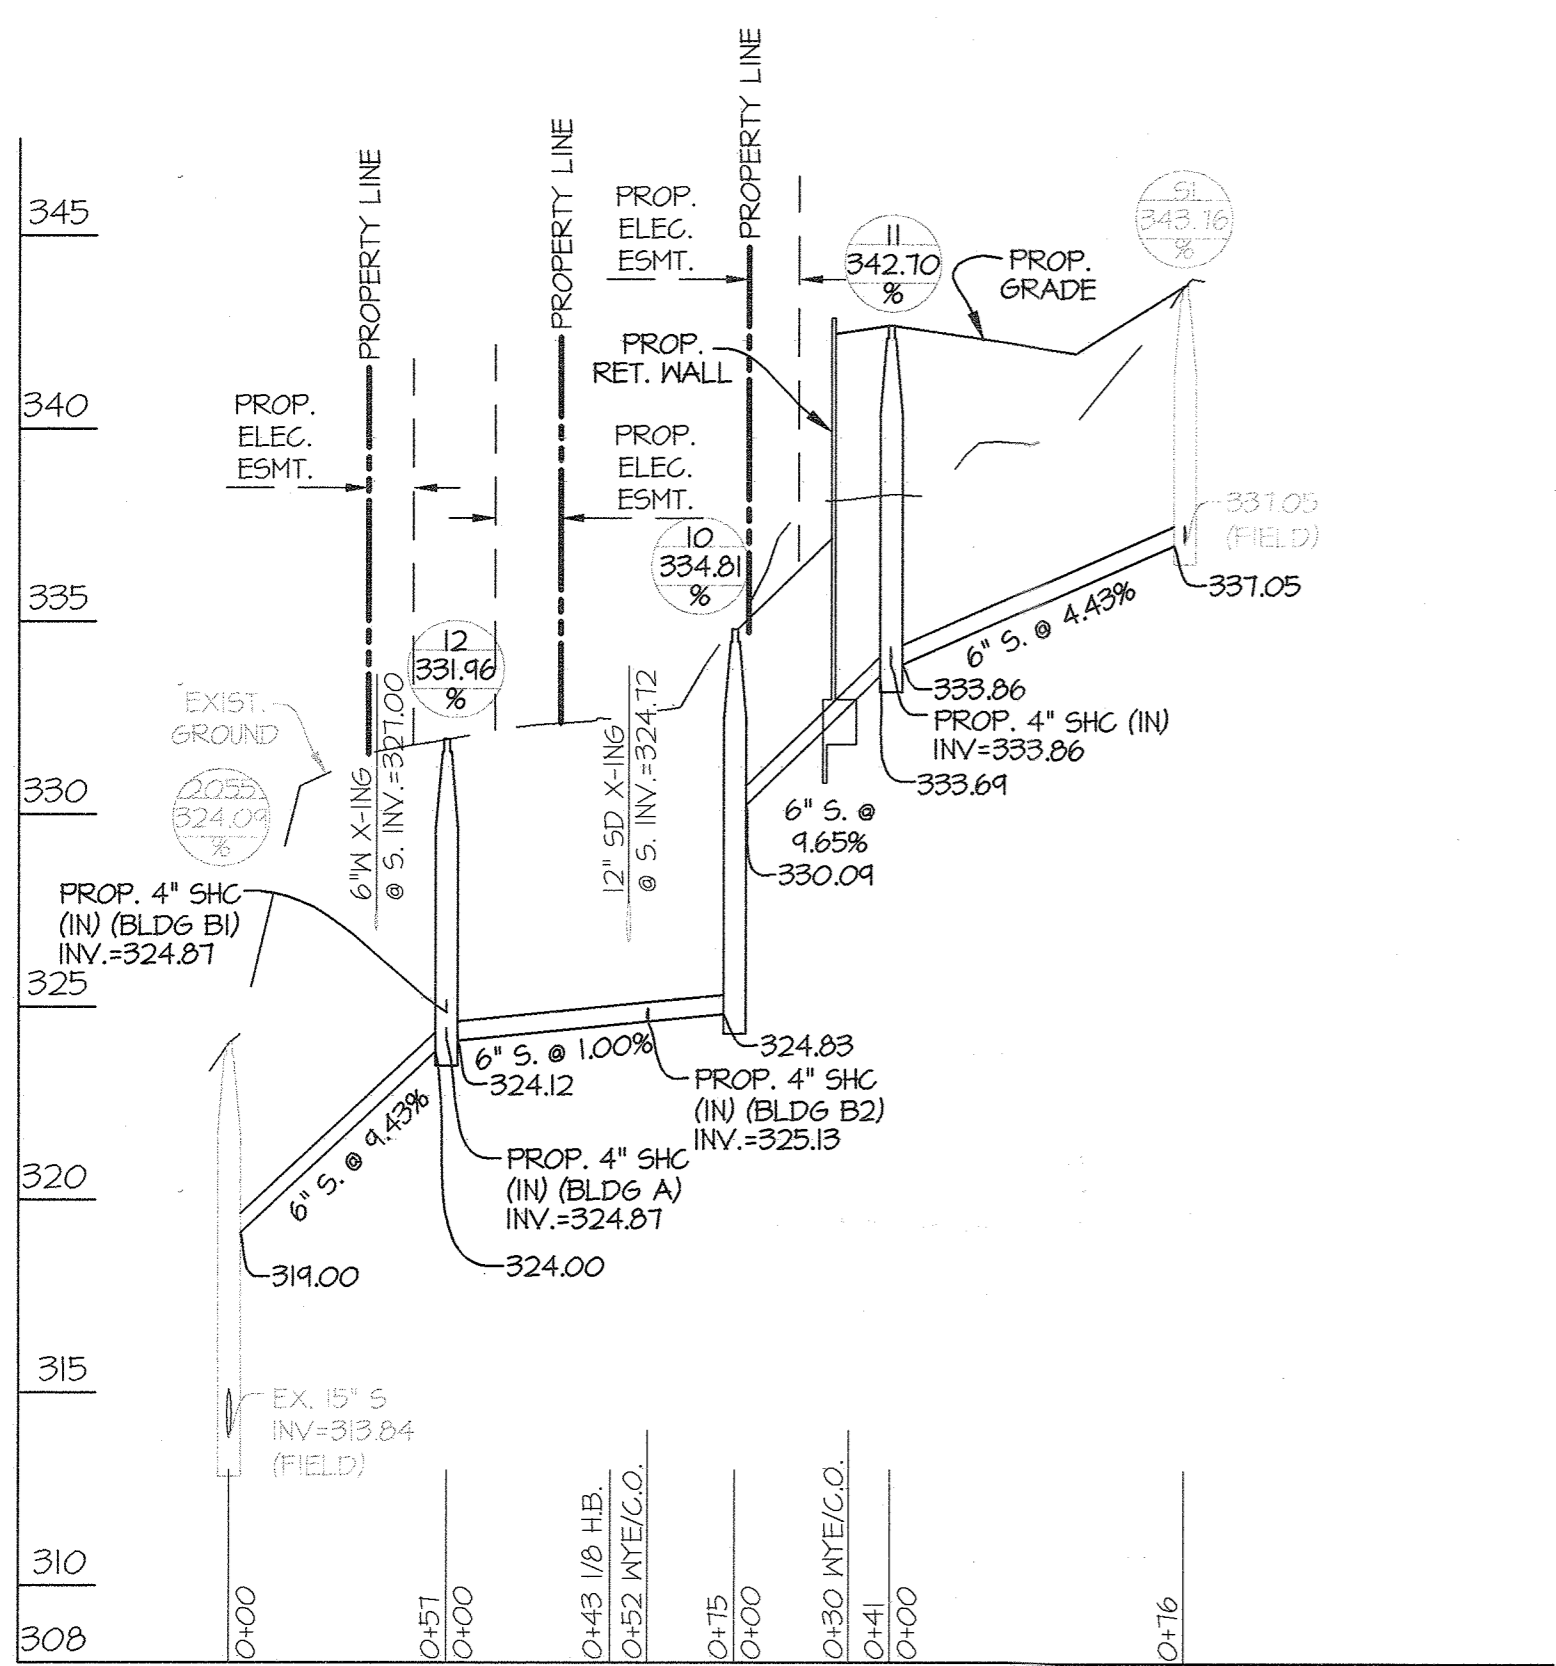 PROPERTY LINE
PROPERTY LINE
PROPERTY LINE
345
340
335
330
325
320
315
310
308
PROP.
ELEC.
ESMT.
PROP.
ELEC.
ESMT.
PROP.
ELEC.
ESMT.
11
342.70
%
S1
343.16
%
PROP.
GRADE
PROP.
RET. WALL
10
334.81
%
12
331.96
%
337.05
(FIELD)
337.05
6" S. @ 4.43%
333.86
PROP. 4" SHC (IN)
INV=333.86
333.69
6" S. @
9.65%
330.09
EXIST.
GROUND
2055
324.09
%
6"W X-ING
@ S. INV.=327.00
12" SD X-ING
@ S. INV.=324.72
PROP. 4" SHC
(IN) (BLDG B1)
INV.=324.87
6" S. @ 1.00%
324.83
324.12
PROP. 4" SHC
(IN) (BLDG B2)
INV.=325.13
6" S. @ 9.43%
PROP. 4" SHC
(IN) (BLDG A)
INV.=324.87
324.00
319.00
EX. 15" S
INV=313.84
(FIELD)
0+00
0+57
0+00
0+43 1/8 H.B.
0+52 WYE/C.O.
0+75
0+00
0+30 WYE/C.O.
0+41
0+00
0+76